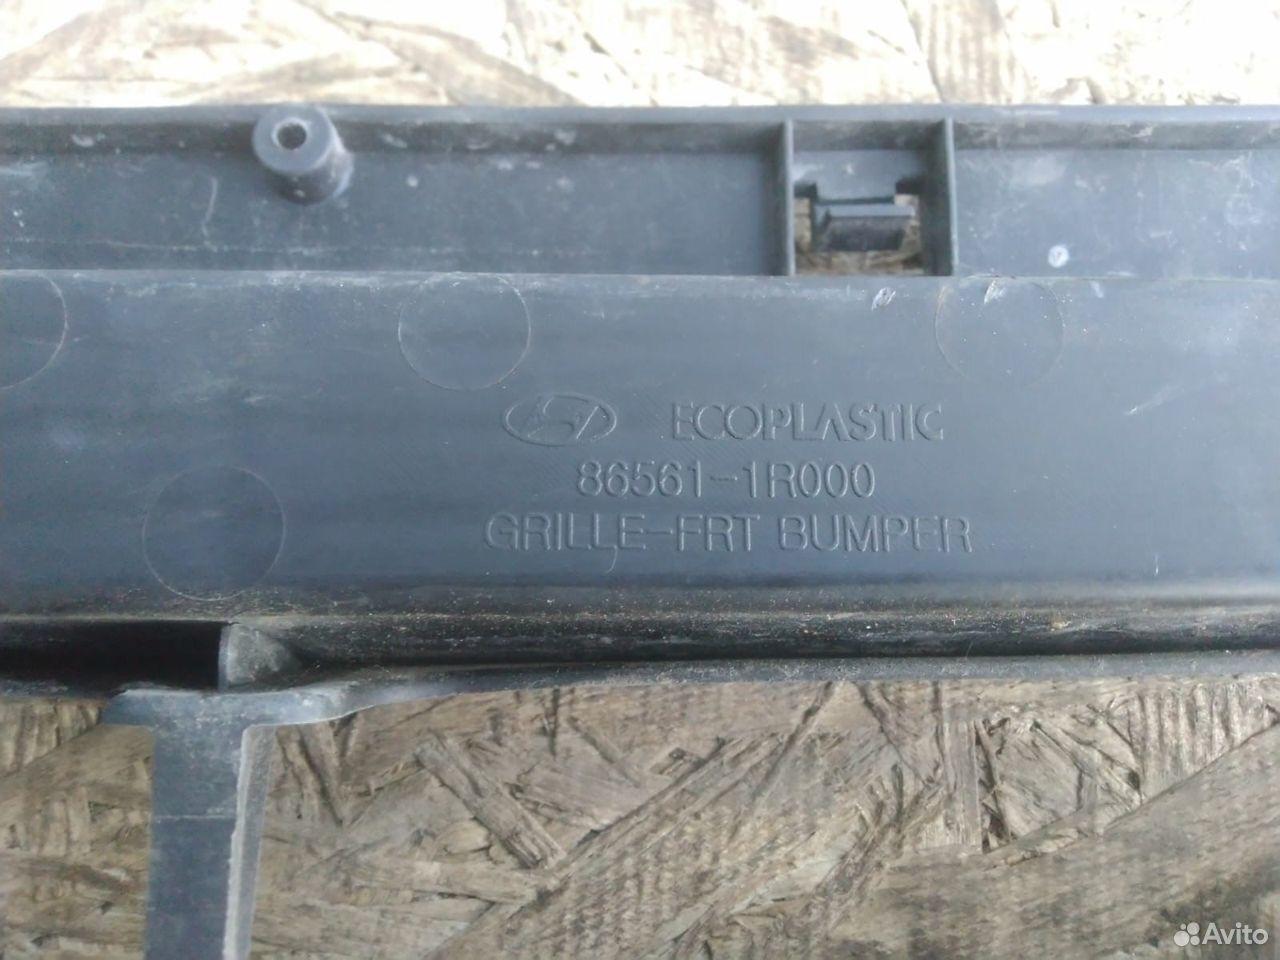 ECOPLASTIC
86561-1R000
GRILLE-FRT BUMPER
Avito